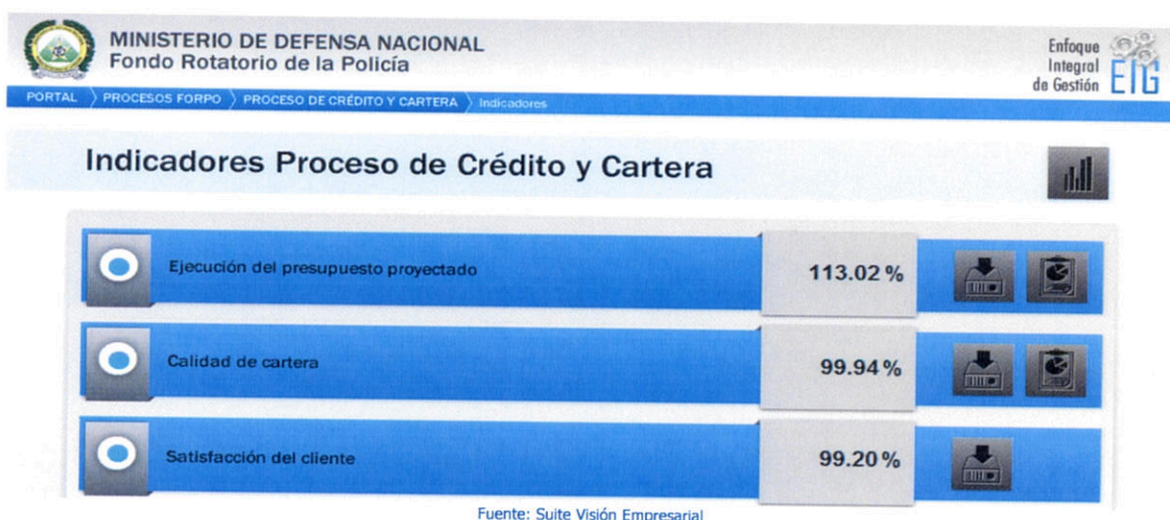 MINISTERIO DE DEFENSA NACIONAL
Fondo Rotatorio de la Policía
Enfoque
Integral
de Gestión
EIG
PORTAL
PROCESOS FORPO
PROCESO DE CRÉDITO Y CARTERA
Indicadores
Indicadores Proceso de Crédito y Cartera
Ejecución del presupuesto proyectado 113.02 %
Calidad de cartera 99.94 %
Satisfacción del cliente 99.20 %
Fuente: Suite Visión Empresarial